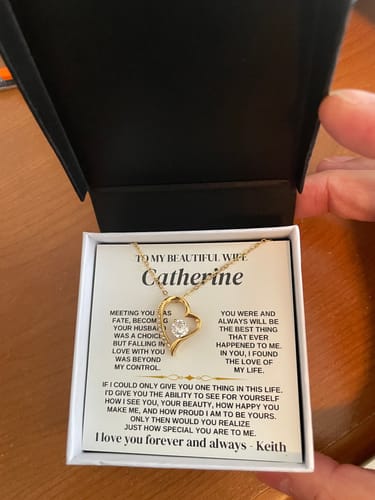 TO MY BEAUTIFUL WIFE
Catherine
MEETING YOU WAS
FATE, BECOMING
YOUR HUSBAND
WAS A CHOICE
BUT FALLING IN
LOVE WITH YOU
WAS BEYOND
MY CONTROL.
YOU WERE AND
ALWAYS WILL BE
THE BEST THING
THAT EVER
HAPPENED TO ME.
IN YOU, I FOUND
THE LOVE OF
MY LIFE.
IF I COULD ONLY GIVE YOU ONE THING IN THIS LIFE.
I'D GIVE YOU THE ABILITY TO SEE FOR YOURSELF
HOW I SEE YOU, YOUR BEAUTY, HOW HAPPY YOU
MAKE ME, AND HOW PROUD I AM TO BE YOURS.
ONLY THEN WOULD YOU REALIZE
JUST HOW SPECIAL YOU ARE TO ME.
I love you forever and always - Keith